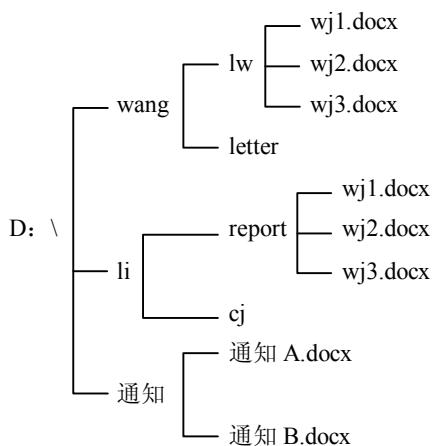 wj1.docx
lw wj2.docx
wang wj3.docx
letter
wj1.docx
D：\ report wj2.docx
li wj3.docx
cj
通知 A.docx
通知
通知 B.docx